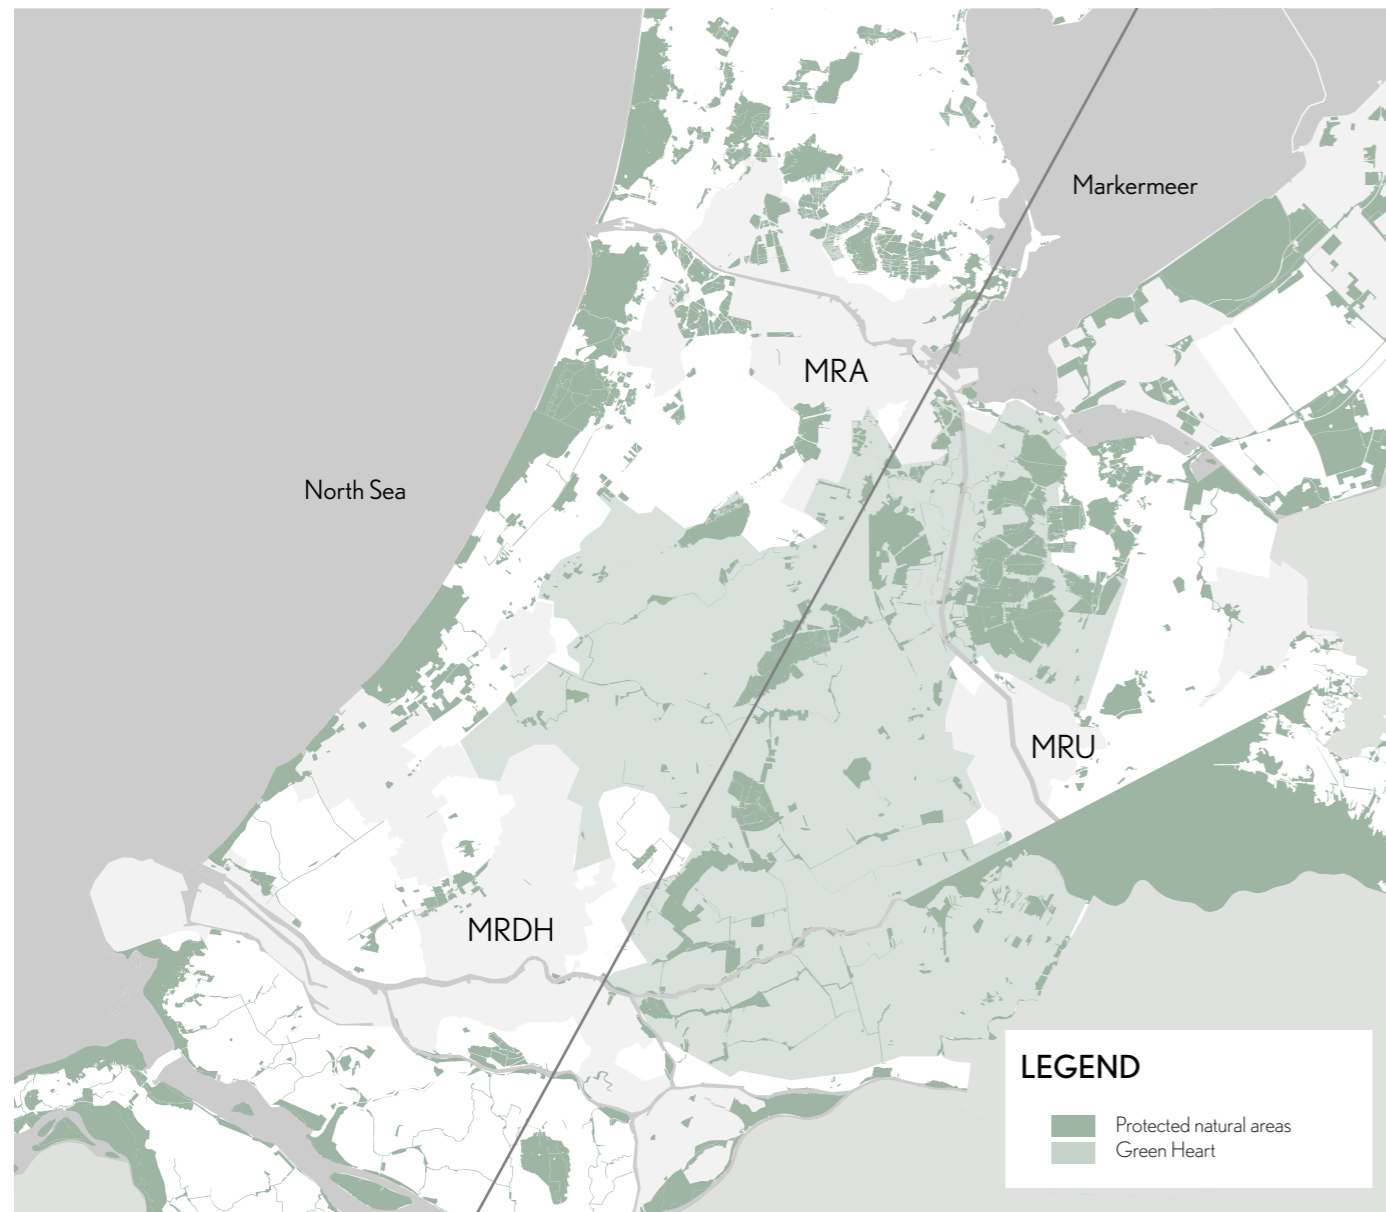 Markermeer
MRA
North Sea
MRU
MRDH
LEGEND
Protected natural areas
Green Heart